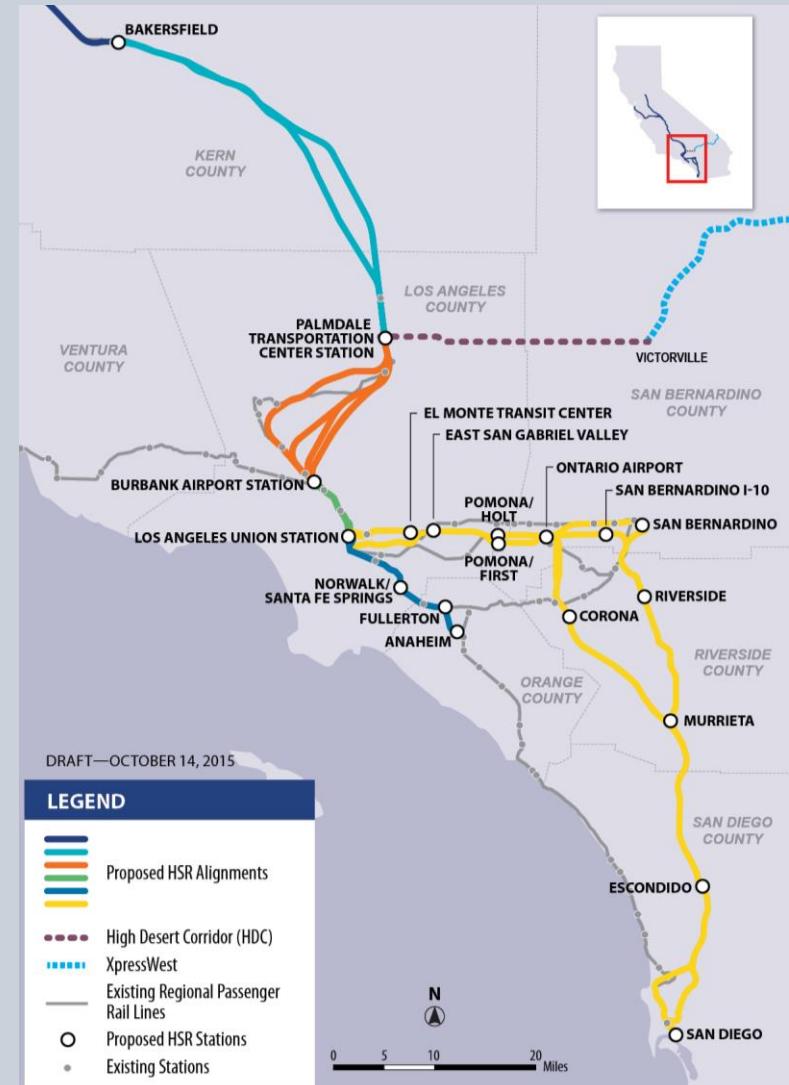 BAKERSFIELD
KERN
COUNTY
LOS ANGELES
COUNTY
PALMDALE
TRANSPORTATION
CENTER STATION
VENTURA
COUNTY
VICTORVILLE
SAN BERNARDINO
COUNTY
EL MONTE TRANSIT CENTER
EAST SAN GABRIEL VALLEY
ONTARIO AIRPORT
BURBANK AIRPORT STATION
POMONA/
HOLT
SAN BERNARDINO I-10
SAN BERNARDINO
LOS ANGELES UNION STATION
POMONA/
FIRST
NORWALK/
SANTA FE SPRINGS
RIVERSIDE
FULLERTON
CORONA
ANAHEIM
RIVERSIDE
COUNTY
ORANGE
COUNTY
MURRIETA
DRAFT—OCTOBER 14, 2015
LEGEND
Proposed HSR Alignments
High Desert Corridor (HDC)
XpressWest
Existing Regional Passenger
Rail Lines
Proposed HSR Stations
Existing Stations
SAN DIEGO
COUNTY
ESCONDIDO
N
SAN DIEGO
0 5 10 20 Miles